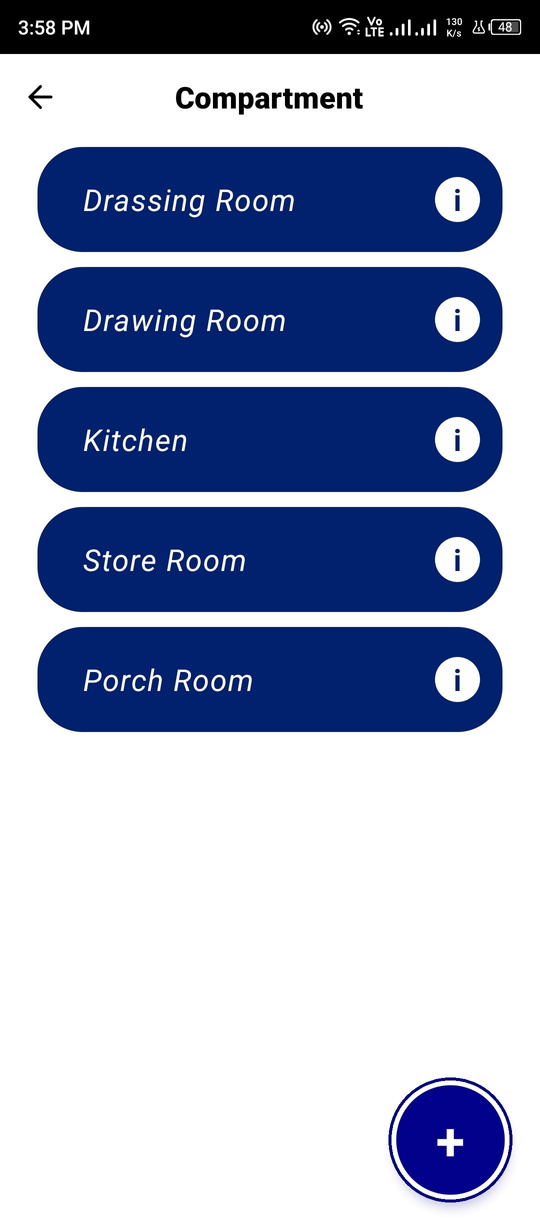 3:58 PM Vo LTE 130 K/s 48
Compartment
Drassing Room i
Drawing Room i
Kitchen i
Store Room i
Porch Room i
+